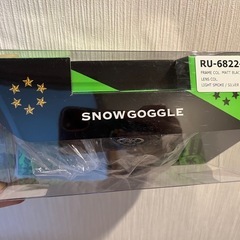 RU-6822
FRAME COL. MATT BLACK
LENS COL.
LIGHT SMOKE / SILVER
SNOWGOGGLE